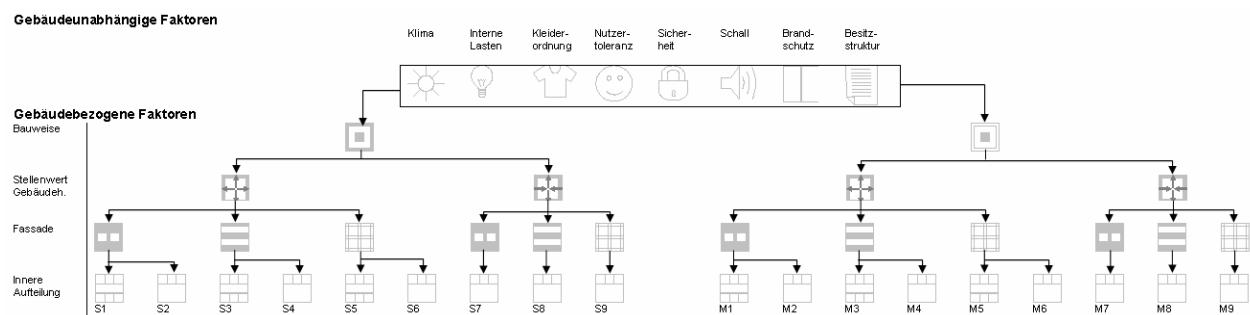 Gebäudeunabhängige Faktoren
Klima
Interne
Lasten
Kleider-
ordnung
Nutzer-
toleranz
Sicher-
heit
Schall
Brand-
schutz
Besitz-
struktur
Gebäudebezogene Faktoren
Bauweise
Stellenwert
Gebäudeh.
Fassade
Innere
Aufteilung
S1
S2
S3
S4
S5
S6
S7
S8
S9
M1
M2
M3
M4
M5
M6
M7
M8
M9